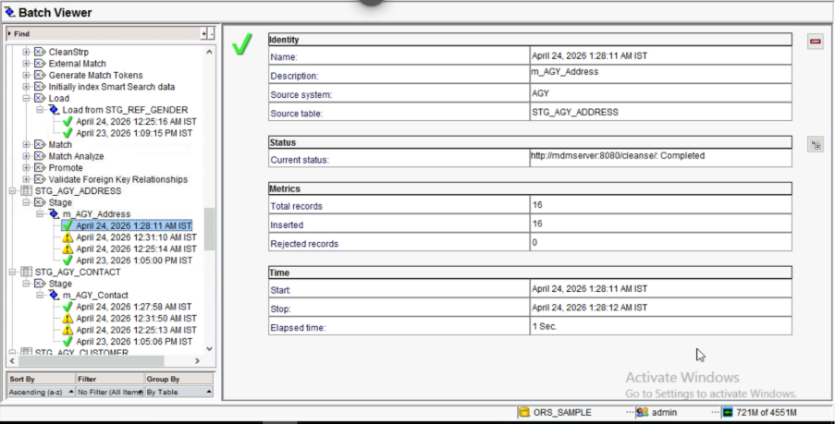 Batch Viewer
Find
+ -
CleanStrp
External Match
Generate Match Tokens
Initially index Smart Search data
Load
Load from STG_REF_GENDER
April 24, 2026 12:25:16 AM IST
April 23, 2026 1:09:15 PM IST
Match
Match Analyze
Promote
Validate Foreign Key Relationships
STG_AGY_ADDRESS
Stage
m_AGY_Address
April 24, 2026 1:28:11 AM IST
April 24, 2026 12:31:10 AM IST
April 24, 2026 12:25:14 AM IST
April 23, 2026 1:05:00 PM IST
STG_AGY_CONTACT
Stage
m_AGY_Contact
April 24, 2026 1:27:58 AM IST
April 24, 2026 12:31:50 AM IST
April 24, 2026 12:25:13 AM IST
April 23, 2026 1:05:06 PM IST
STG_AGY_CUSTOMER
Sort By Filter Group By
Ascending (a-z) No Filter (All Items) By Table
Identity
Name: April 24, 2026 1:28:11 AM IST
Description: m_AGY_Address
Source system: AGY
Source table: STG_AGY_ADDRESS
Status
Current status: http://mdmserver:8080/cleanse/: Completed
Metrics
Total records 16
Inserted 16
Rejected records 0
Time
Start: April 24, 2026 1:28:11 AM IST
Stop: April 24, 2026 1:28:12 AM IST
Elapsed time: 1 Sec.
Activate Windows
Go to Settings to activate Windows.
ORS_SAMPLE admin 721M of 4551M